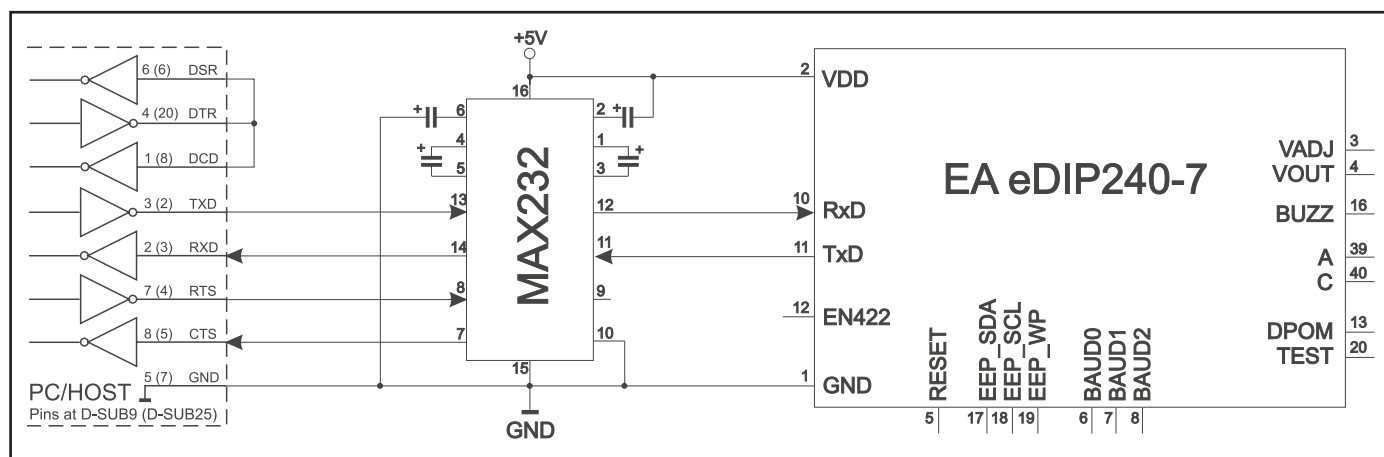 +5V
6 (6) DSR
4 (20) DTR
1 (8) DCD
3 (2) TXD
2 (3) RXD
7 (4) RTS
8 (5) CTS
5 (7) GND
PC/HOST
Pins at D-SUB9 (D-SUB25)
+
+
+
+
16
6
4
5
13
14
8
7
15
2
1
3
12
11
9
10
MAX232
GND
EA eDIP240-7
2 VDD
10 RxD
11 TxD
12 EN422
1 GND
RESET 5
EEP_SDA 17
EEP_SCL 18
EEP_WP 19
BAUD0 6
BAUD1 7
BAUD2 8
VADJ 3
VOUT 4
BUZZ 16
A 39
C 40
DPOM 13
TEST 20